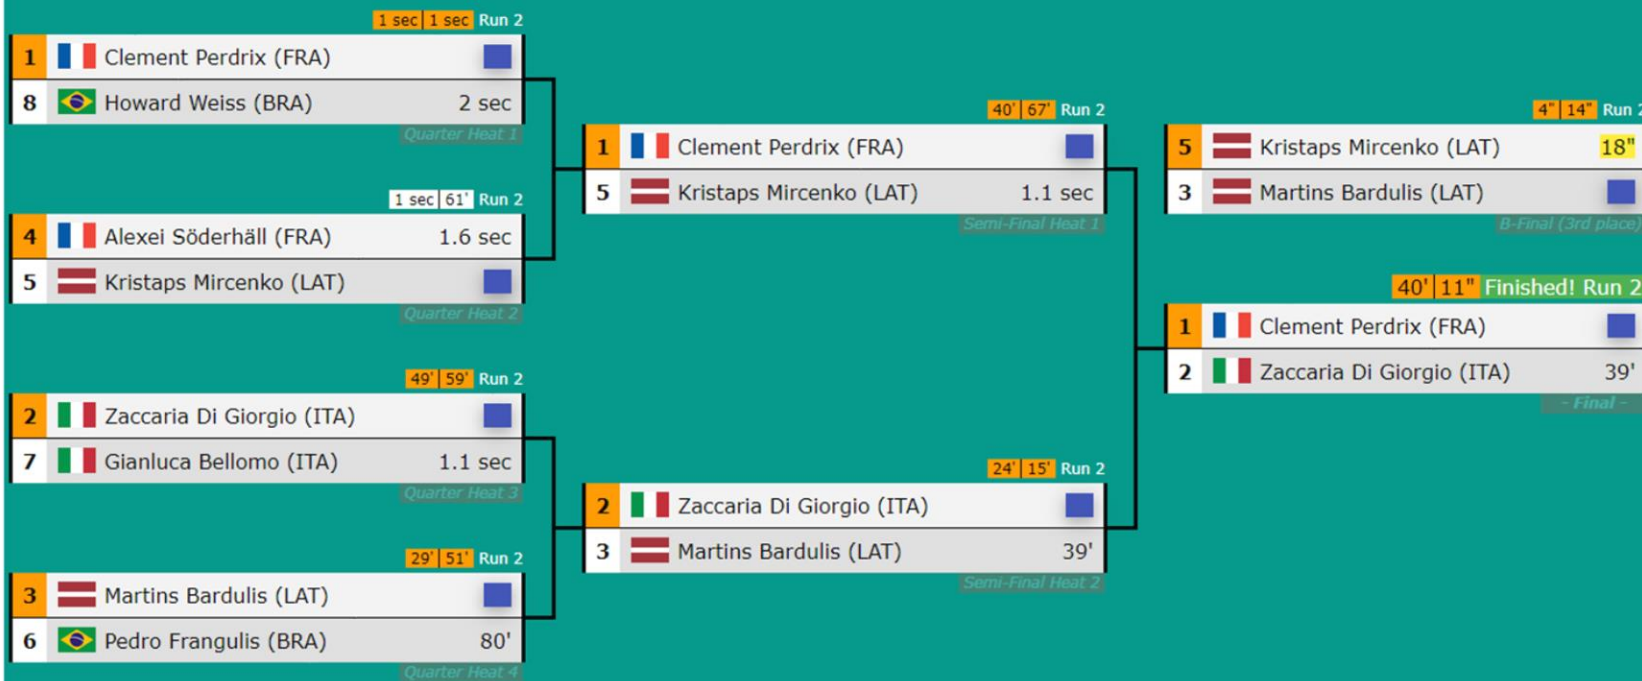 1 sec 1 sec Run 2
1 Clement Perdrix (FRA)
8 Howard Weiss (BRA) 2 sec
Quarter Heat 1
1 sec 61' Run 2
4 Alexei Söderhäll (FRA) 1.6 sec
5 Kristaps Mircenko (LAT)
Quarter Heat 2
49' 59' Run 2
2 Zaccaria Di Giorgio (ITA)
7 Gianluca Bellomo (ITA) 1.1 sec
Quarter Heat 3
29' 51' Run 2
3 Martins Bardulis (LAT)
6 Pedro Frangulis (BRA) 80'
Quarter Heat 4
40' 67' Run 2
1 Clement Perdrix (FRA)
5 Kristaps Mircenko (LAT) 1.1 sec
Semi-Final Heat 1
24' 15' Run 2
2 Zaccaria Di Giorgio (ITA)
3 Martins Bardulis (LAT) 39'
Semi-Final Heat 2
4" 14" Run 2
5 Kristaps Mircenko (LAT) 18"
3 Martins Bardulis (LAT)
B-Final (3rd place)
40' 11" Finished! Run 2
1 Clement Perdrix (FRA)
2 Zaccaria Di Giorgio (ITA) 39'
- Final -